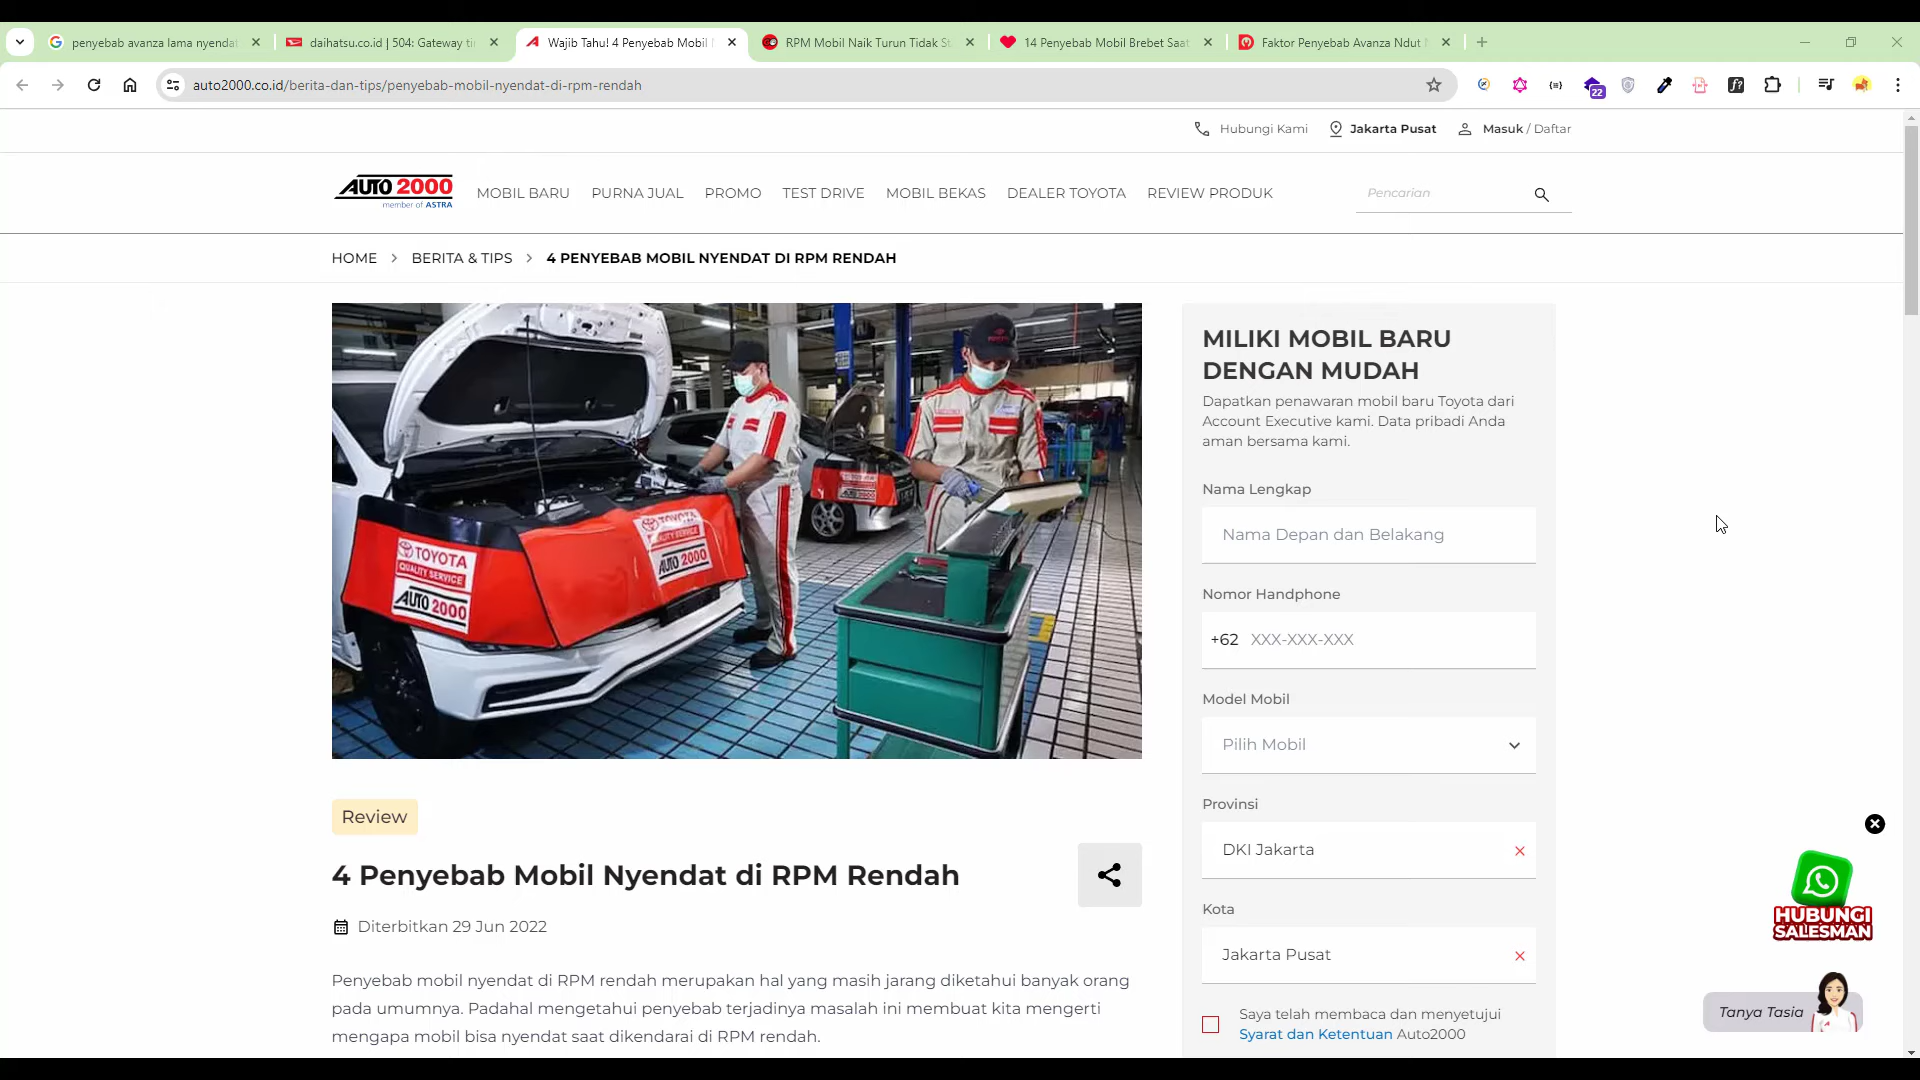 penyebab avanza lama nyendat
daihatsu.co.id | 504: Gateway ti
Wajib Tahu! 4 Penyebab Mobil
RPM Mobil Naik Turun Tidak St
14 Penyebab Mobil Brebet Saat
Faktor Penyebab Avanza Ndut
auto2000.co.id/berita-dan-tips/penyebab-mobil-nyendat-di-rpm-rendah
22
Hubungi Kami
Jakarta Pusat
Masuk / Daftar
AUTO 2000
member of ASTRA
MOBIL BARU
PURNA JUAL
PROMO
TEST DRIVE
MOBIL BEKAS
DEALER TOYOTA
REVIEW PRODUK
Pencarian
HOME > BERITA & TIPS > 4 PENYEBAB MOBIL NYENDAT DI RPM RENDAH
TOYOTA
QUALITY SERVICE
AUTO 2000
TOYOTA
QUALITY SERVICE
AUTO 2000
Review
4 Penyebab Mobil Nyendat di RPM Rendah
Diterbitkan 29 Jun 2022
Penyebab mobil nyendat di RPM rendah merupakan hal yang masih jarang diketahui banyak orang
pada umumnya. Padahal mengetahui penyebab terjadinya masalah ini membuat kita mengerti
mengapa mobil bisa nyendat saat dikendarai di RPM rendah.
MILIKI MOBIL BARU
DENGAN MUDAH
Dapatkan penawaran mobil baru Toyota dari
Account Executive kami. Data pribadi Anda
aman bersama kami.
Nama Lengkap
Nama Depan dan Belakang
Nomor Handphone
+62 XXX-XXX-XXX
Model Mobil
Pilih Mobil
Provinsi
DKI Jakarta
Kota
Jakarta Pusat
Saya telah membaca dan menyetujui
Syarat dan Ketentuan Auto2000
HUBUNGI
SALESMAN
Tanya Tasia